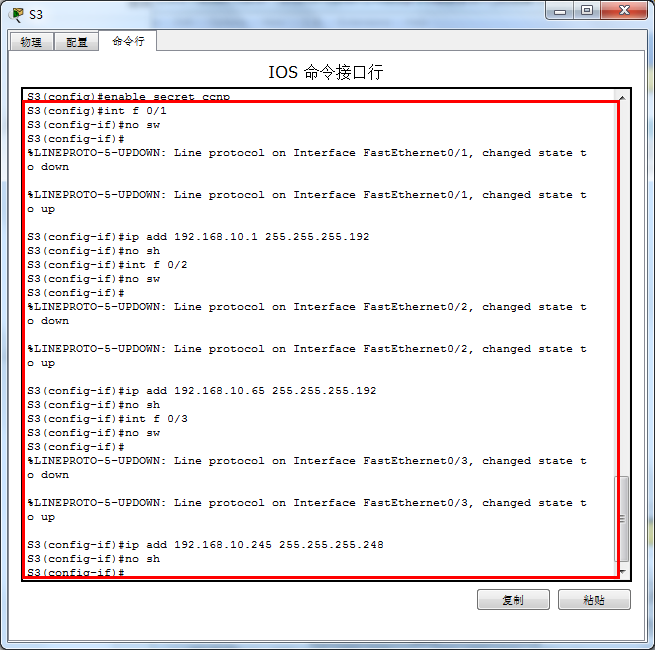 S3
物理
配置
命令行
IOS 命令接口行
S3(config)#enable secret ccnp
S3(config)#int f 0/1
S3(config-if)#no sw
S3(config-if)#
%LINEPROTO-5-UPDOWN: Line protocol on Interface FastEthernet0/1, changed state t
o down
%LINEPROTO-5-UPDOWN: Line protocol on Interface FastEthernet0/1, changed state t
o up
S3(config-if)#ip add 192.168.10.1 255.255.255.192
S3(config-if)#no sh
S3(config-if)#int f 0/2
S3(config-if)#no sw
S3(config-if)#
%LINEPROTO-5-UPDOWN: Line protocol on Interface FastEthernet0/2, changed state t
o down
%LINEPROTO-5-UPDOWN: Line protocol on Interface FastEthernet0/2, changed state t
o up
S3(config-if)#ip add 192.168.10.65 255.255.255.192
S3(config-if)#no sh
S3(config-if)#int f 0/3
S3(config-if)#no sw
S3(config-if)#
%LINEPROTO-5-UPDOWN: Line protocol on Interface FastEthernet0/3, changed state t
o down
%LINEPROTO-5-UPDOWN: Line protocol on Interface FastEthernet0/3, changed state t
o up
S3(config-if)#ip add 192.168.10.245 255.255.255.248
S3(config-if)#no sh
S3(config-if)#
复制
粘贴